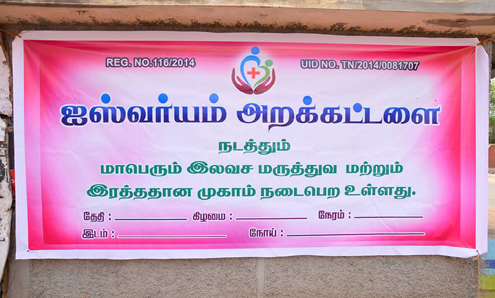 REG. NO.116/2014 UID NO. TN/2014/0081707
ஐஸ்வர்யம் அறக்கட்டளை
நடத்தும்
மாபெரும் இலவச மருத்துவ மற்றும்
இரத்ததான முகாம் நடைபெற உள்ளது.
தேதி : கிழமை : நேரம் :
இடம் : நோய் :